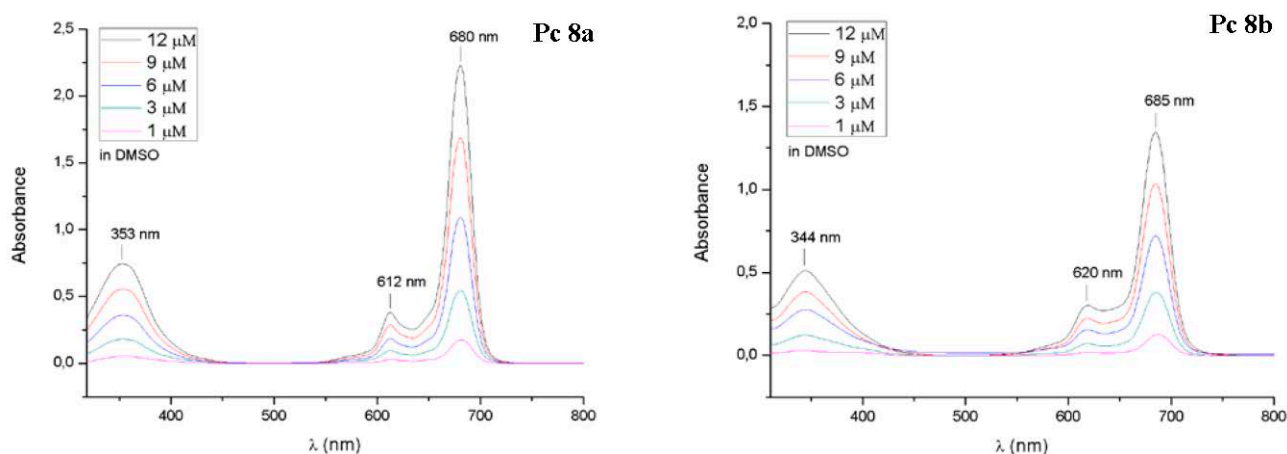 Pc 8a
12 μM
9 μM
6 μM
3 μM
1 μM
in DMSO
680 nm
353 nm
612 nm
2,5
2,0
1,5
1,0
0,5
0,0
Absorbance
400
500
600
700
800
λ (nm)
Pc 8b
12 μM
9 μM
6 μM
3 μM
1 μM
in DMSO
685 nm
344 nm
620 nm
2,0
1,5
1,0
0,5
0,0
Absorbance
400
500
600
700
800
λ (nm)